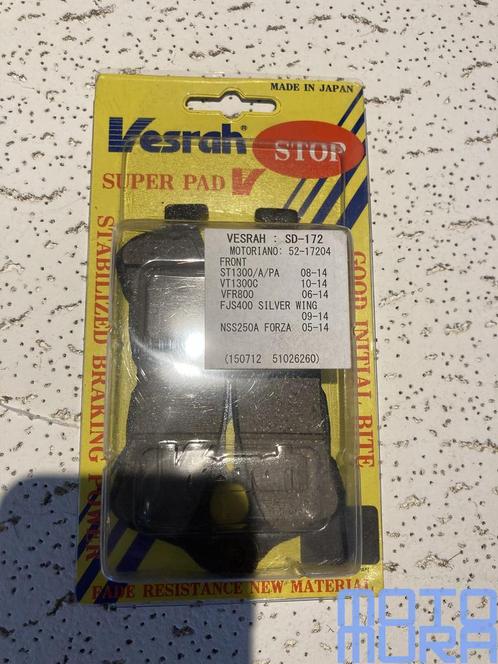 MADE IN JAPAN
Vesrah
STOP
SUPER PAD V
STABILIZED BRAKING POWER
GOOD INITIAL BITE
VESRAH : SD-172
MOTORIANO: 52-17204
FRONT
ST1300/A/PA 08-14
VT1300C 10-14
VFR800 06-14
FJS400 SILVER WING
09-14
NSS250A FORZA 05-14
(150712 51026260)
FADE RESISTANCE NEW MATERIAL
MOTO
MORA